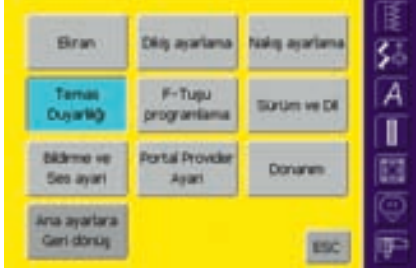 Ekran
Dikiş ayarlama
Nakış ayarlama
Temas
Duyarlığı
F-Tuşu
programlama
Sürüm ve Dil
Bildirme ve
Ses ayarı
Portal Provider
Ayarı
Donanım
Ana ayarlara
Geri dönüş
ESC
A